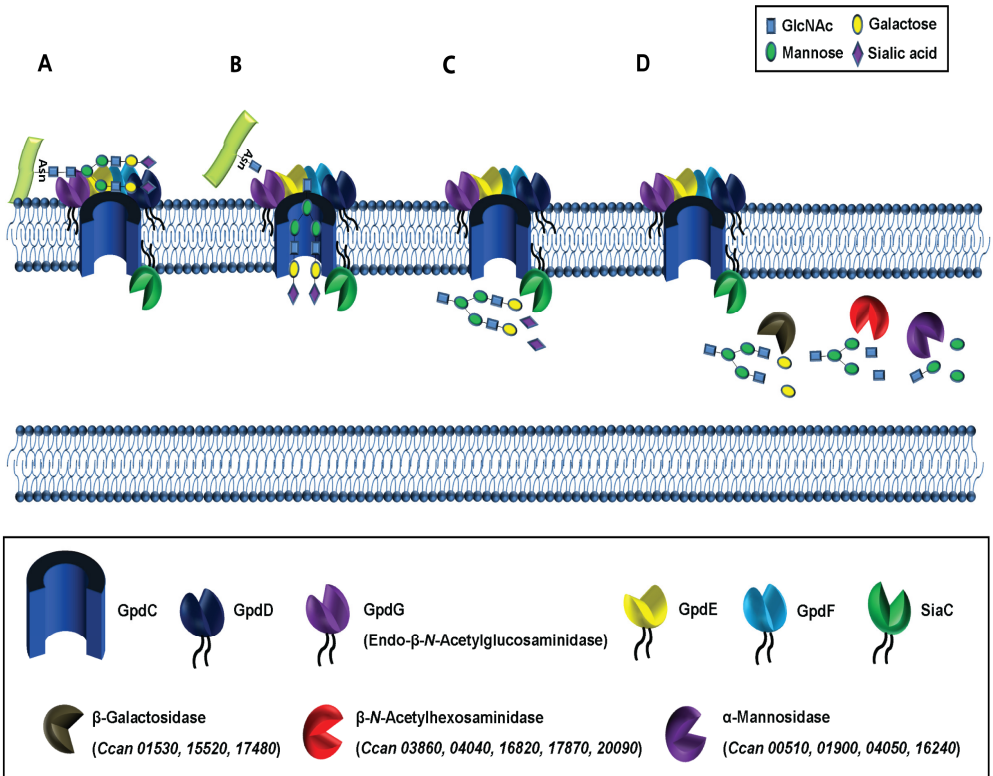 GlcNAc
Galactose
Mannose
Sialic acid
A
B
C
D
Asn
Asn
GpdC
GpdD
GpdG
(Endo-β-N-Acetylglucosaminidase)
GpdE
GpdF
SiaC
β-Galactosidase
(Ccan 01530, 15520, 17480)
β-N-Acetylhexosaminidase
(Ccan 03860, 04040, 16820, 17870, 20090)
α-Mannosidase
(Ccan 00510, 01900, 04050, 16240)